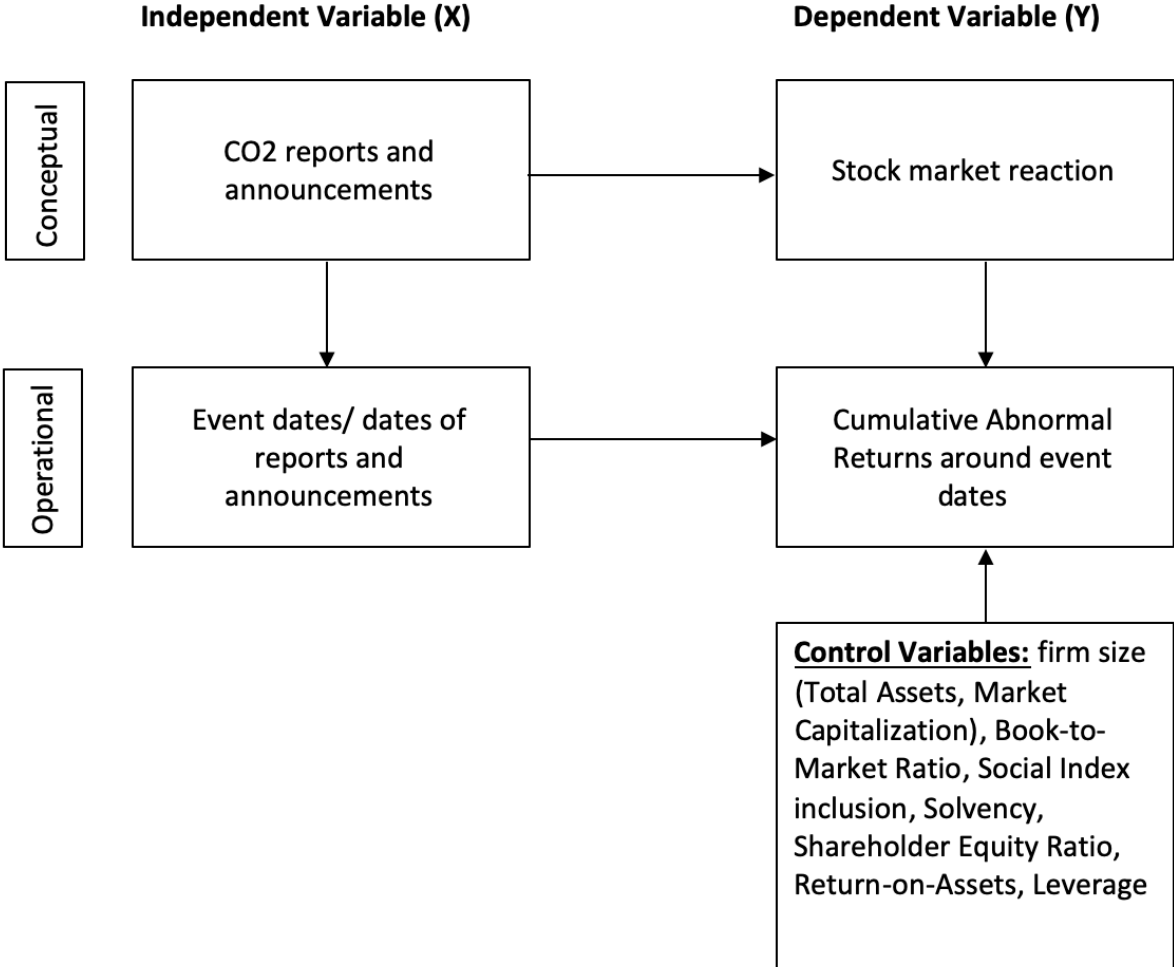 Independent Variable (X)
Dependent Variable (Y)
Conceptual
CO2 reports and
announcements
Stock market reaction
Operational
Event dates/ dates of
reports and
announcements
Cumulative Abnormal
Returns around event
dates
Control Variables: firm size
(Total Assets, Market
Capitalization), Book-to-
Market Ratio, Social Index
inclusion, Solvency,
Shareholder Equity Ratio,
Return-on-Assets, Leverage